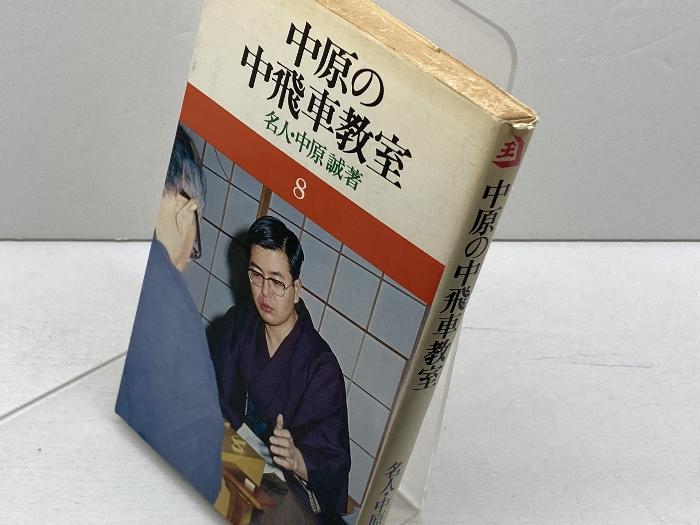 中原の
中飛車教室
名人・中原 誠著
8
王
中原の中飛車教室
名人・中原